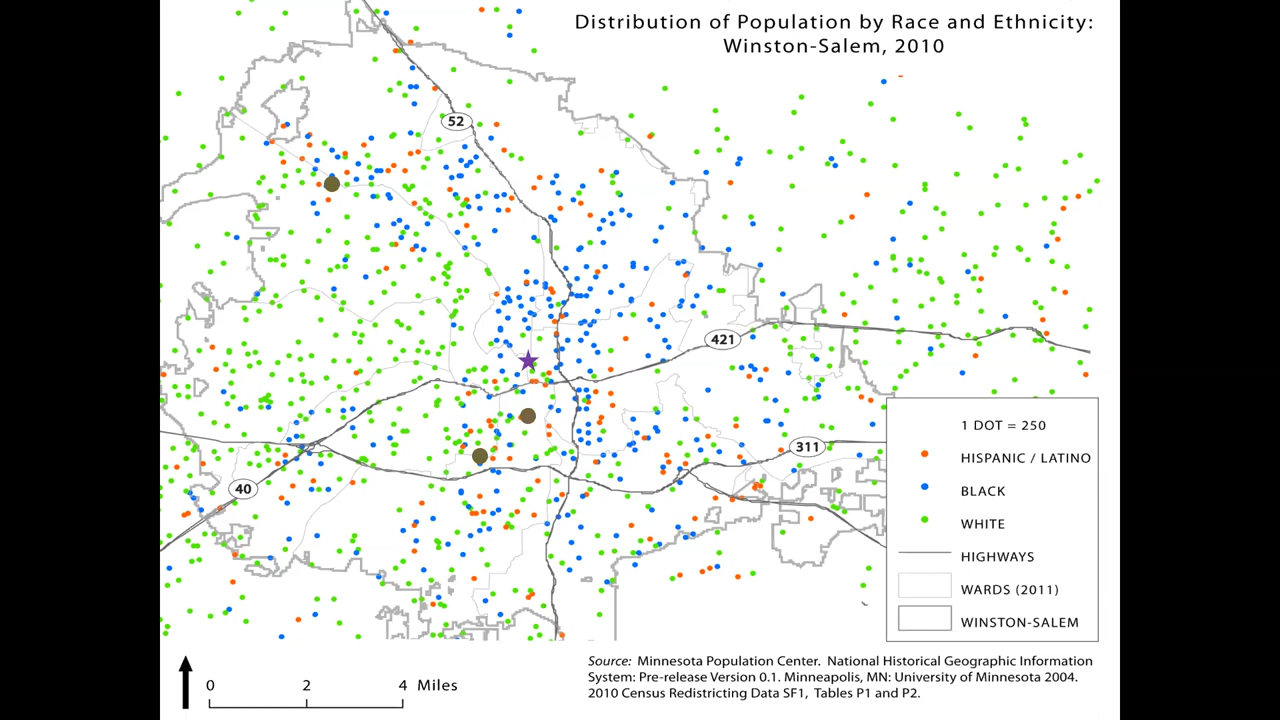 Distribution of Population by Race and Ethnicity:
Winston-Salem, 2010
52
421
311
40
1 DOT = 250
HISPANIC / LATINO
BLACK
WHITE
HIGHWAYS
WARDS (2011)
WINSTON-SALEM
0 2 4 Miles
Source: Minnesota Population Center. National Historical Geographic Information
System: Pre-release Version 0.1. Minneapolis, MN: University of Minnesota 2004.
2010 Census Redistricting Data SF1, Tables P1 and P2.